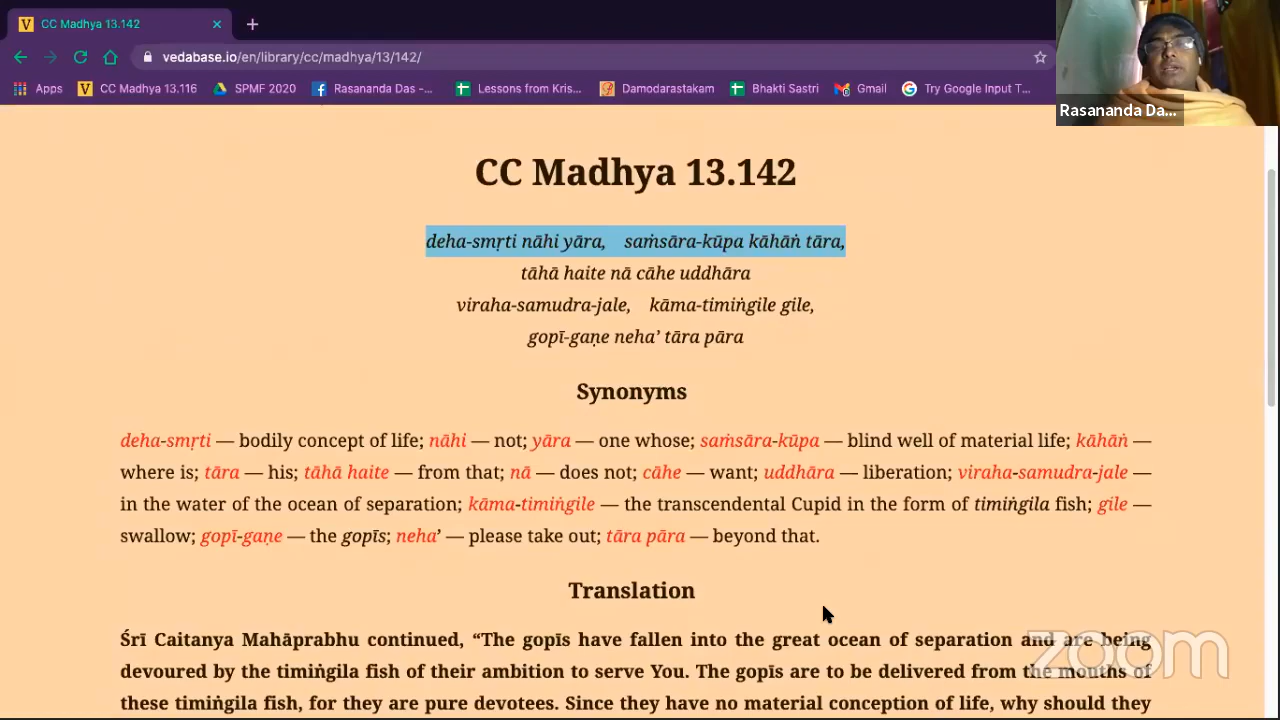 CC Madhya 13.142
vedabase.io/en/library/cc/madhya/13/142/
Apps CC Madhya 13.116 SPMF 2020 Rasananda Das -... Lessons from Kris... Damodarastakam Bhakti Sastri Gmail Try Google Input T...
Rasananda Da...
CC Madhya 13.142
deha-smṛti nāhi yāra, saṁsāra-kūpa kāhāṅ tāra,
tāhā haite nā cāhe uddhāra
viraha-samudra-jale, kāma-timiṅgile gile,
gopī-gaṇe neha’ tāra pāra
Synonyms
deha-smṛti — bodily concept of life; nāhi — not; yāra — one whose; saṁsāra-kūpa — blind well of material life; kāhāṅ —
where is; tāra — his; tāhā haite — from that; nā — does not; cāhe — want; uddhāra — liberation; viraha-samudra-jale —
in the water of the ocean of separation; kāma-timiṅgile — the transcendental Cupid in the form of timiṅgila fish; gile —
swallow; gopī-gaṇe — the gopīs; neha’ — please take out; tāra pāra — beyond that.
Translation
Śrī Caitanya Mahāprabhu continued, “The gopīs have fallen into the great ocean of separation and are being
devoured by the timiṅgila fish of their ambition to serve You. The gopīs are to be delivered from the mouths of
these timiṅgila fish, for they are pure devotees. Since they have no material conception of life, why should they
zoom